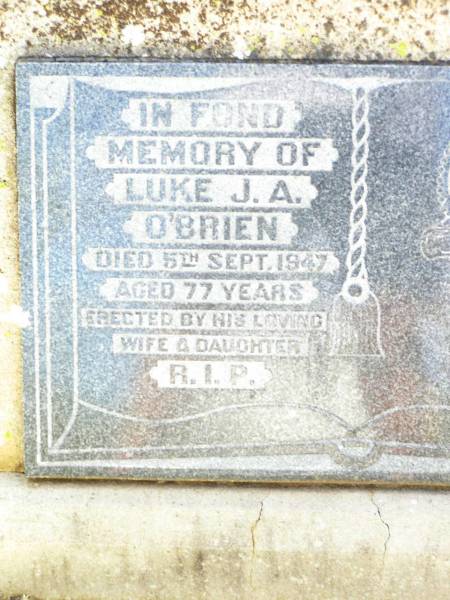 IN FOND
MEMORY OF
LUKE J. A.
O'BRIEN
DIED 5TH SEPT. 1947
AGED 77 YEARS
ERECTED BY HIS LOVING
WIFE & DAUGHTER
R.I.P.